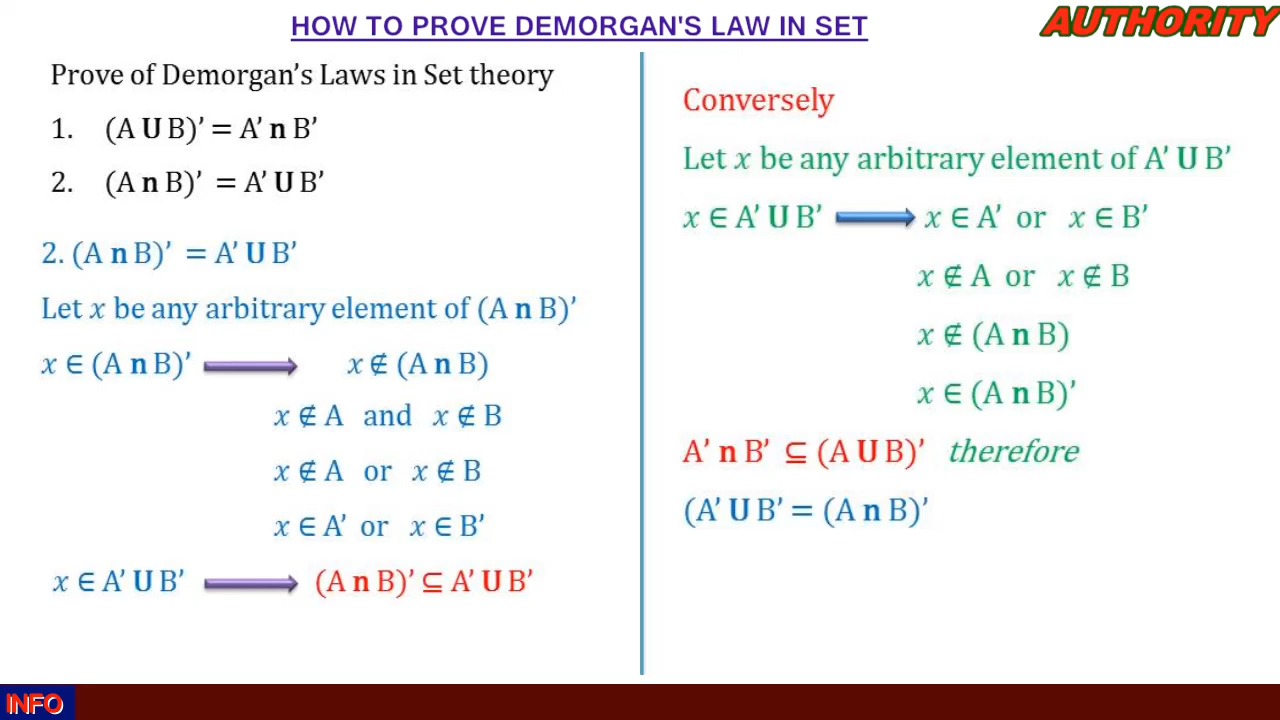 HOW TO PROVE DEMORGAN'S LAW IN SET
AUTHORITY
Prove of Demorgan’s Laws in Set theory
1. (A U B)’ = A’ n B’
2. (A n B)’ = A’ U B’
2. (A n B)’ = A’ U B’
Let x be any arbitrary element of (A n B)’
x ∈ (A n B)’ ⟶ x ∉ (A n B)
x ∉ A and x ∉ B
x ∉ A or x ∉ B
x ∈ A’ or x ∈ B’
x ∈ A’ U B’ ⟶ (A n B)’ ⊆ A’ U B’
Conversely
Let x be any arbitrary element of A’ U B’
x ∈ A’ U B’ ⟶ x ∈ A’ or x ∈ B’
x ∉ A or x ∉ B
x ∉ (A n B)
x ∈ (A n B)’
A’ n B’ ⊆ (A U B)’ therefore
(A’ U B’ = (A n B)’
INFO